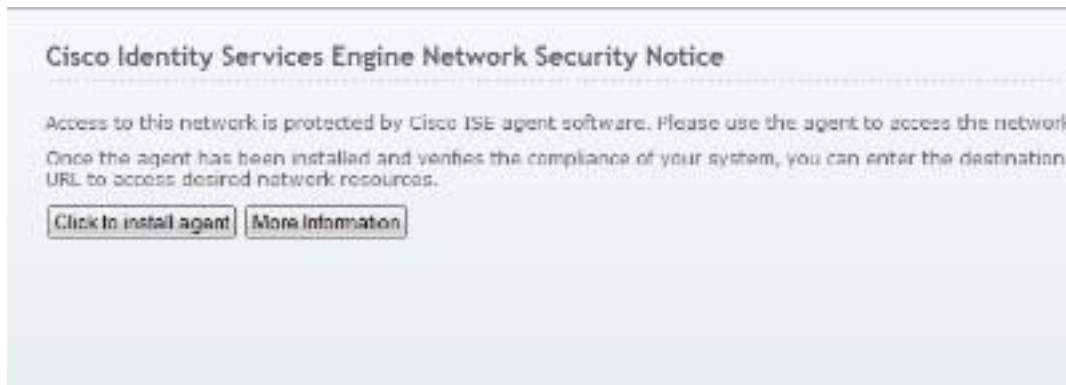 Cisco Identity Services Engine Network Security Notice
Access to this network is protected by Cisco ISE agent software. Please use the agent to access the network
Once the agent has been installed and verifies the compliance of your system, you can enter the destination
URL to access desired network resources.
Click to install agent More Information